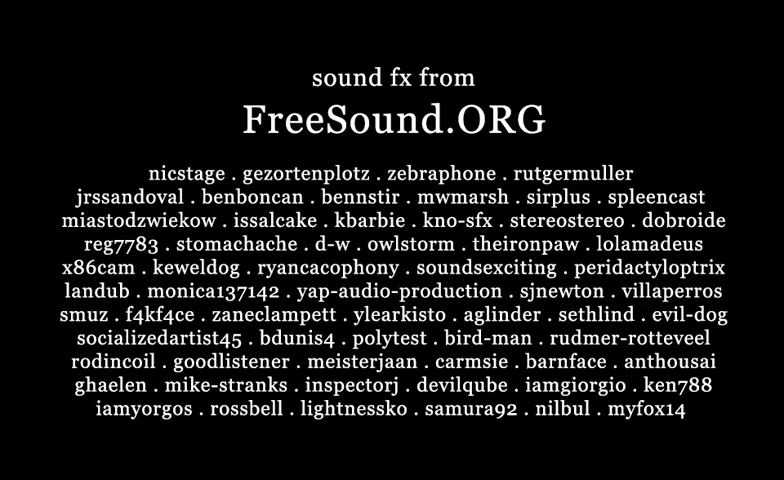 sound fx from
FreeSound.ORG
nicstage . gezortenplotz . zebraphone . rutgermuller
jrssandoval . benboncan . bennstir . mwmarsh . sirplus . spleencast
miastodzwiekow . issalcake . kbarbie . kno-sfx . stereostereo . dobroide
reg7783 . stomachache . d-w . owlstorm . theironpaw . lolamadeus
x86cam . keweldog . ryancacophony . soundsexciting . peridactyloptrix
landub . monica137142 . yap-audio-production . sjnewton . villaperros
smuz . f4kf4ce . zaneclampett . ylearkisto . aglinder . sethlind . evil-dog
socializedartist45 . bdunis4 . polytest . bird-man . rudmer-rotteveel
rodincoil . goodlistener . meisterjaan . carmsie . barnface . anthousai
ghaelen . mike-stranks . inspectorj . devilqube . iamgiorgio . ken788
iamyorgos . rossbell . lightnessko . samura92 . nilbul . myfox14